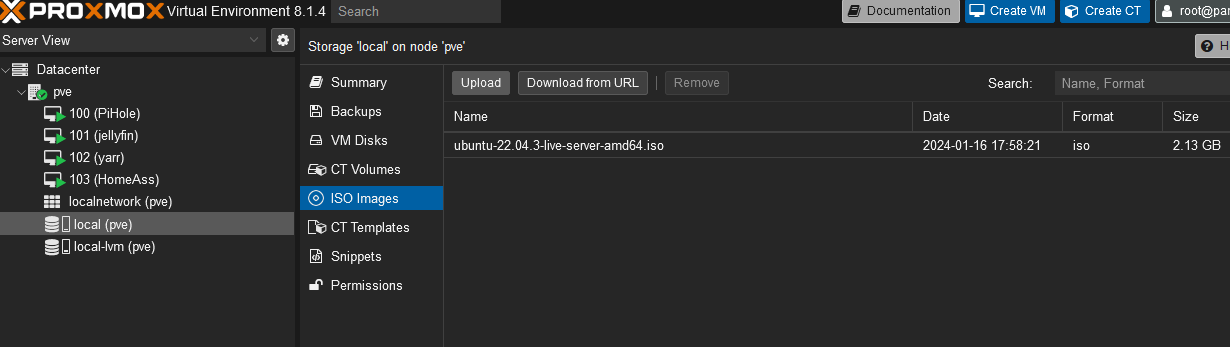 PROXMOX Virtual Environment 8.1.4 Search Documentation Create VM Create CT root@pa
Server View
Storage 'local' on node 'pve' H
Datacenter
pve
100 (PiHole)
101 (jellyfin)
102 (yarr)
103 (HomeAss)
localnetwork (pve)
local (pve)
local-lvm (pve)
Summary
Backups
VM Disks
CT Volumes
ISO Images
CT Templates
Snippets
Permissions
Upload Download from URL Remove Search: Name, Format
Name Date Format Size
ubuntu-22.04.3-live-server-amd64.iso 2024-01-16 17:58:21 iso 2.13 GB